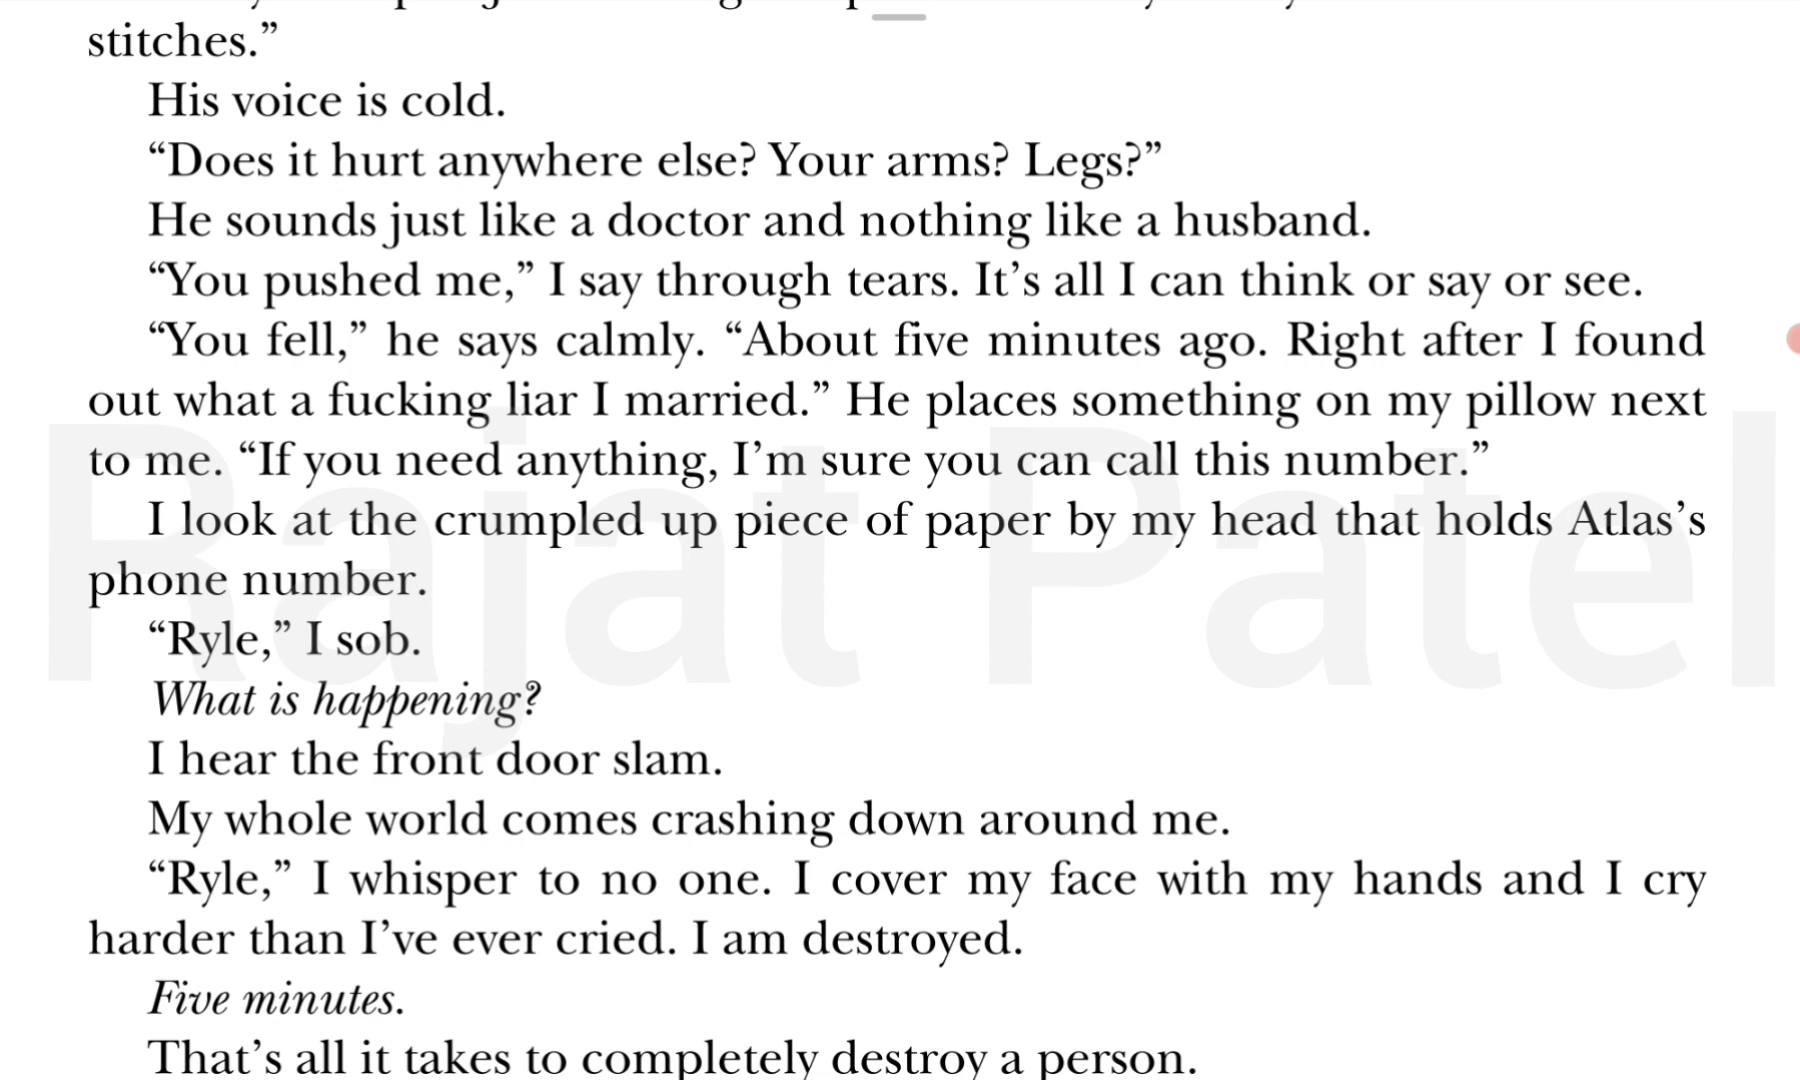 stitches.”
His voice is cold.
“Does it hurt anywhere else? Your arms? Legs?”
He sounds just like a doctor and nothing like a husband.
“You pushed me,” I say through tears. It’s all I can think or say or see.
“You fell,” he says calmly. “About five minutes ago. Right after I found
out what a fucking liar I married.” He places something on my pillow next
to me. “If you need anything, I’m sure you can call this number.”
I look at the crumpled up piece of paper by my head that holds Atlas’s
phone number.
“Ryle,” I sob.
What is happening?
I hear the front door slam.
My whole world comes crashing down around me.
“Ryle,” I whisper to no one. I cover my face with my hands and I cry
harder than I’ve ever cried. I am destroyed.
Five minutes.
That’s all it takes to completely destroy a person.
Rajat Patel